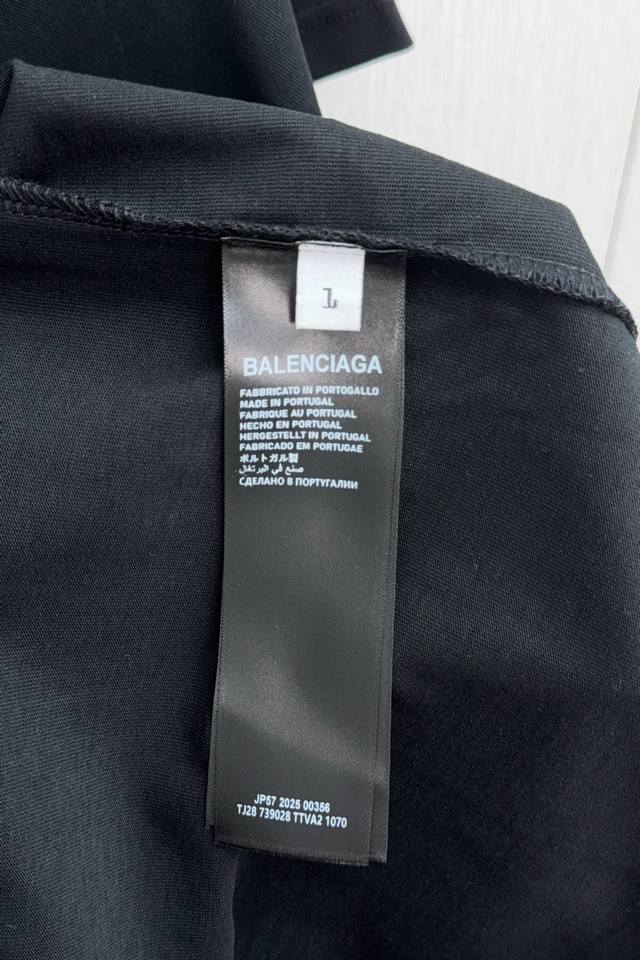 L
BALENCIAGA
FABBRICATO IN PORTOGALLO
MADE IN PORTUGAL
FABRIQUE AU PORTUGAL
HECHO EN PORTUGAL
HERGESTELLT IN PORTUGAL
FABRICADO EM PORTUGAE
ポルトガル製
صنع في البرتغال
СДЕЛАНО В ПОРТУГАЛИИ
JP57 2025 00356
TJ28 739028 TTVA2 1070